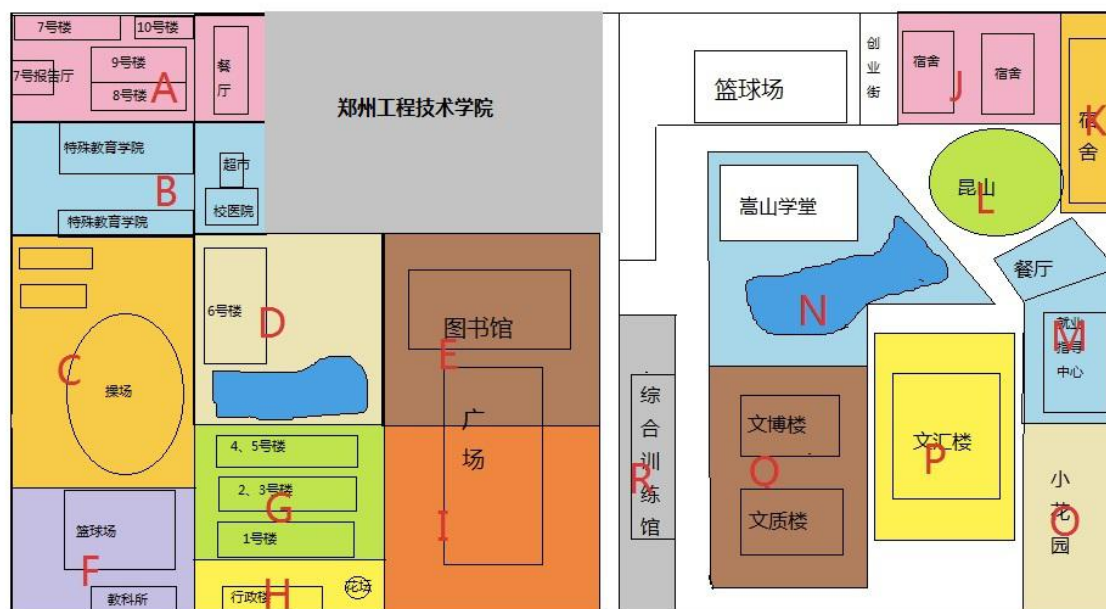 7号楼
10号楼
7号报告厅
9号楼
8号楼
A
餐
厅
郑州工程技术学院
特殊教育学院
B
特殊教育学院
超市
校医院
C
操场
6号楼
D
图书馆
E
广
场
4、5号楼
2、3号楼
G
1号楼
篮球场
F
教科所
行政楼
H
花坛
I
篮球场
创
业
街
宿舍
宿舍
J
K
宿
舍
昆山
L
嵩山学堂
N
餐厅
就业
指导
中心
M
综
合
训
练
馆
R
文博楼
Q
文质楼
文汇楼
P
小
花
园
O